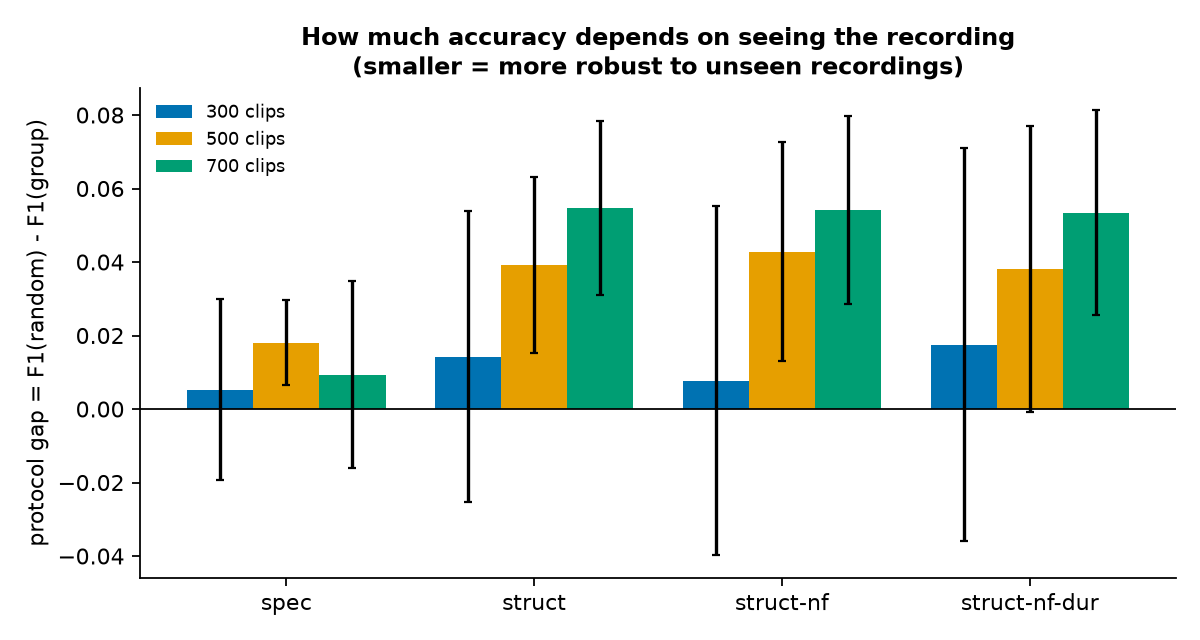 How much accuracy depends on seeing the recording
(smaller = more robust to unseen recordings)
protocol gap = F1(random) - F1(group)
0.08
0.06
0.04
0.02
0.00
−0.02
−0.04
300 clips
500 clips
700 clips
spec
struct
struct-nf
struct-nf-dur